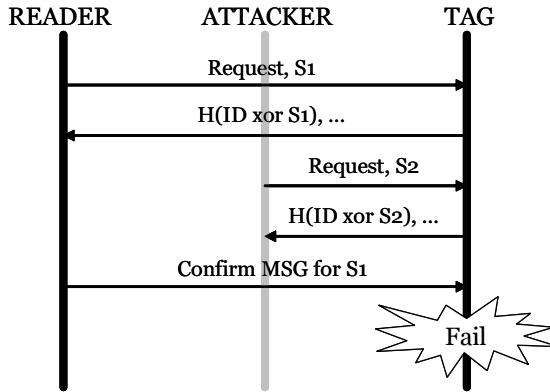 READER ATTACKER TAG
Request, S1
H(ID xor S1), ...
Request, S2
H(ID xor S2), ...
Confirm MSG for S1
Fail